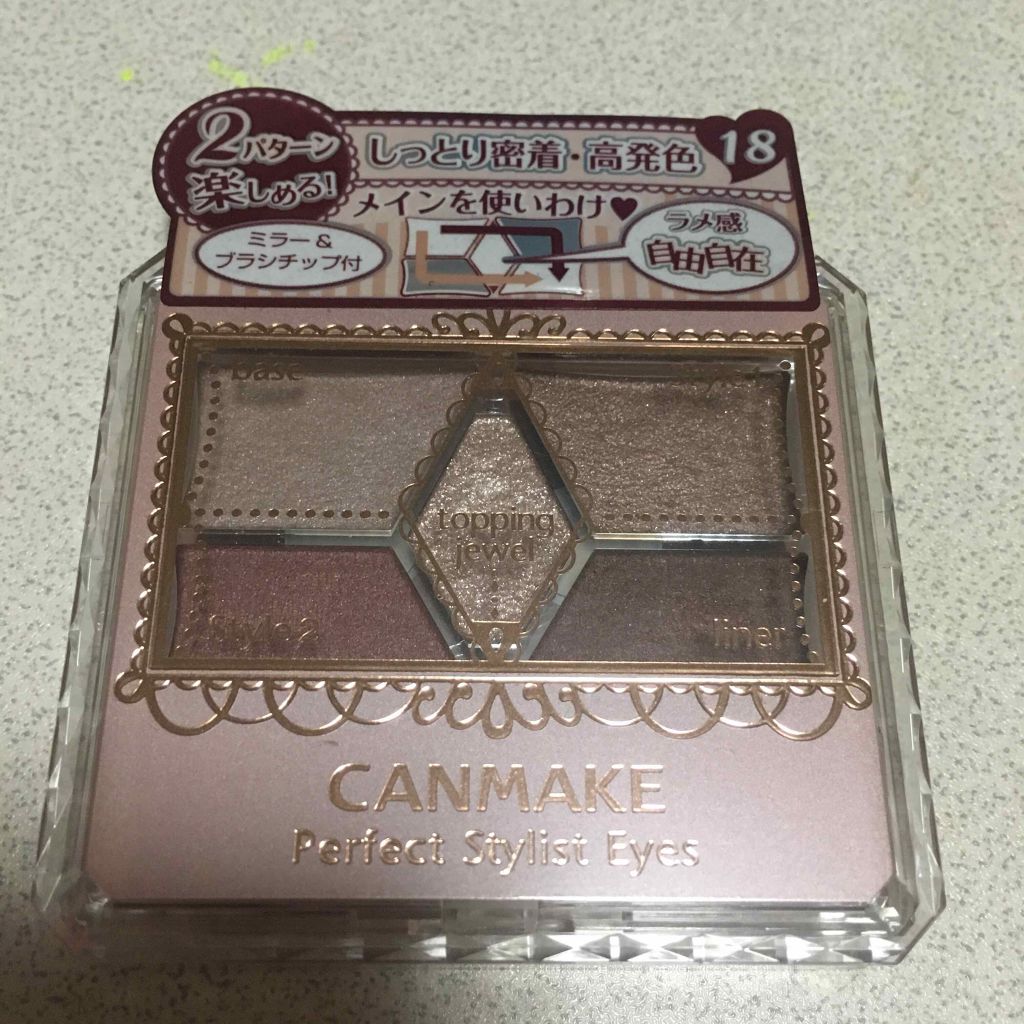 2パターン
楽しめる!
しっとり密着・高発色
18
メインを使いわけ♥
ミラー&
ブラシチップ付
ラメ感
自由自在
base
style1
topping
jewel
style2
liner
CANMAKE
Perfect Stylist Eyes